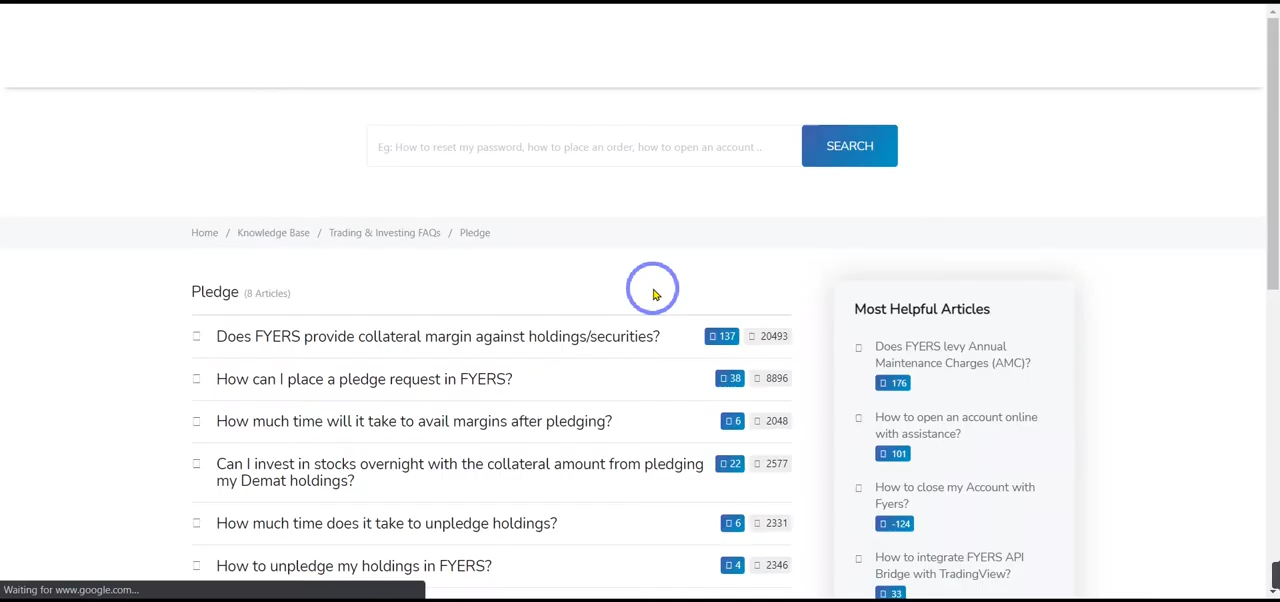 Eg: How to reset my password, how to place an order, how to open an account ..
SEARCH
Home / Knowledge Base / Trading & Investing FAQs / Pledge
Pledge (8 Articles)
Does FYERS provide collateral margin against holdings/securities? 137 20493
How can I place a pledge request in FYERS? 38 8896
How much time will it take to avail margins after pledging? 6 2048
Can I invest in stocks overnight with the collateral amount from pledging 22 2577
my Demat holdings?
How much time does it take to unpledge holdings? 6 2331
How to unpledge my holdings in FYERS? 4 2346
Most Helpful Articles
Does FYERS levy Annual
Maintenance Charges (AMC)?
176
How to open an account online
with assistance?
101
How to close my Account with
Fyers?
-124
How to integrate FYERS API
Bridge with TradingView?
33
Waiting for www.google.com...